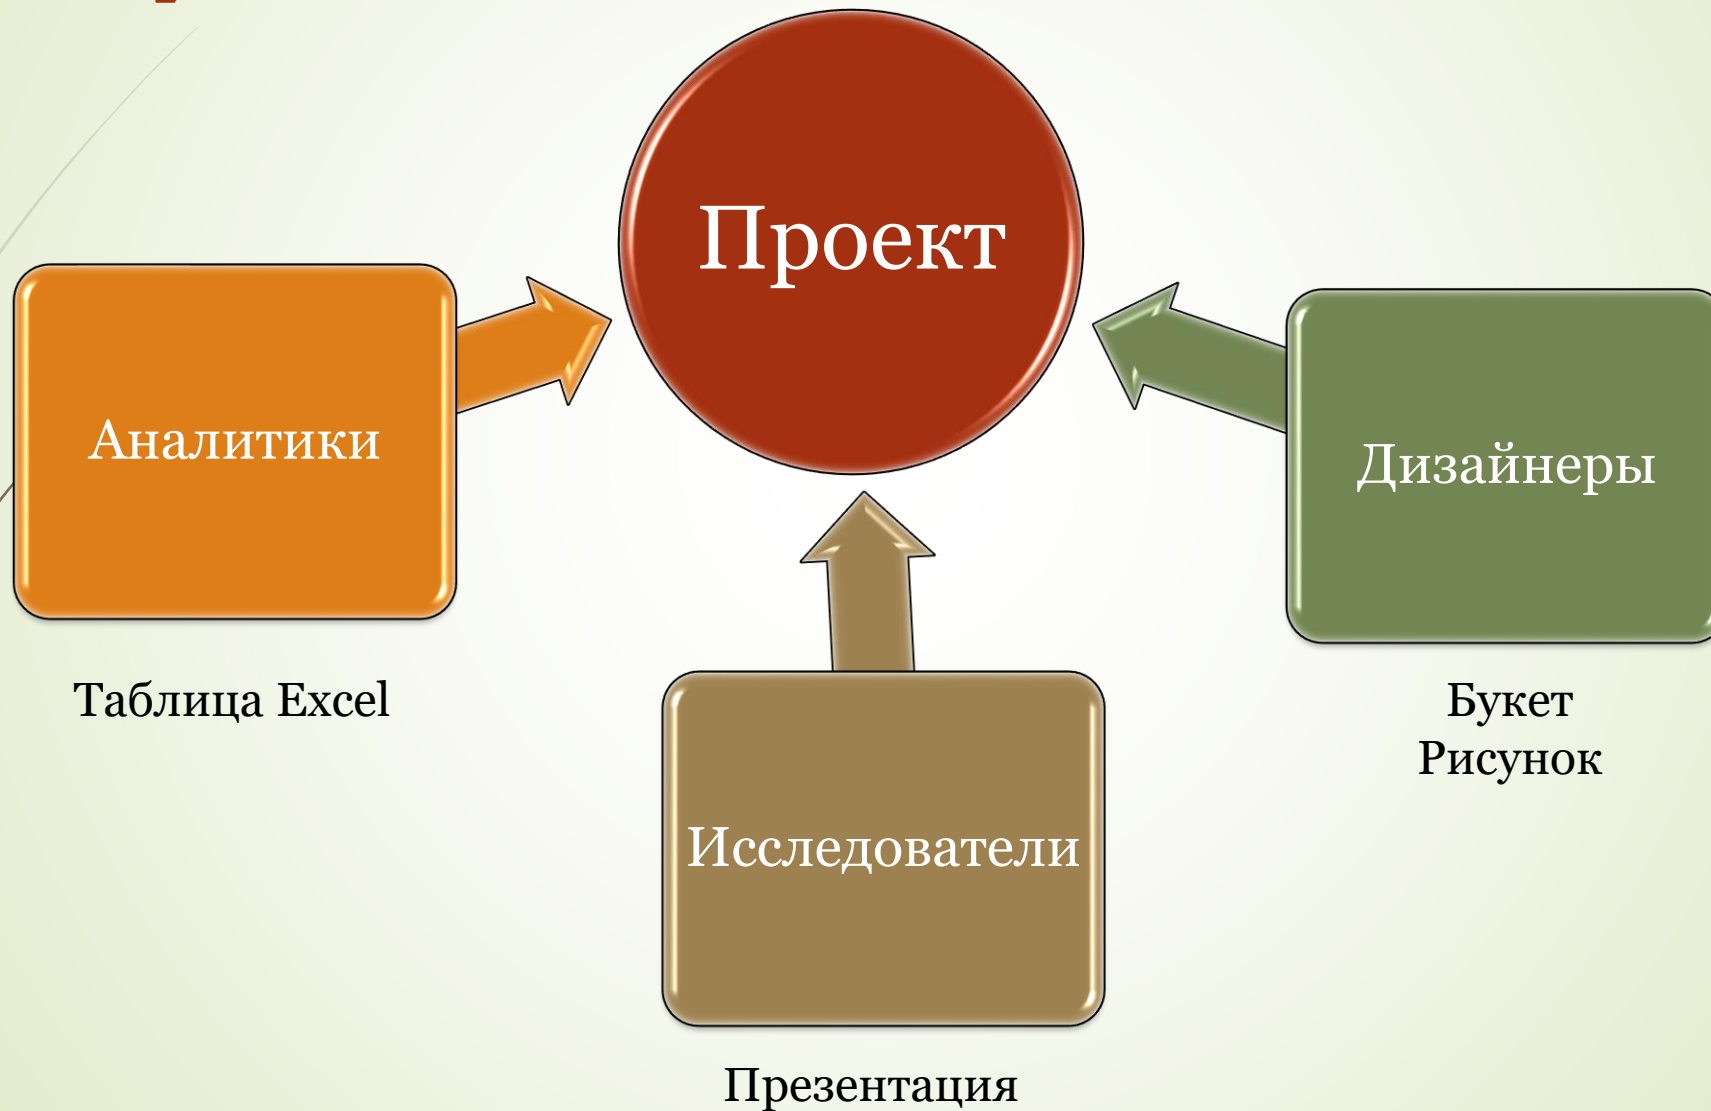 Проект
Аналитики
Дизайнеры
Таблица Excel
Букет
Рисунок
Исследователи
Презентация